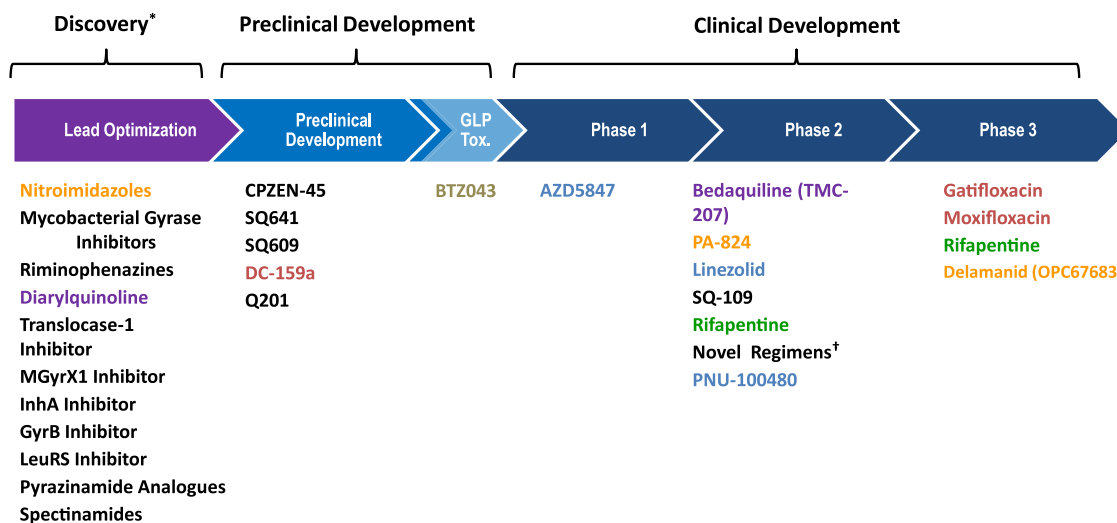 Discovery*
Preclinical Development
Clinical Development
Lead Optimization
Preclinical
Development
GLP
Tox.
Phase 1
Phase 2
Phase 3
Nitroimidazoles
Mycobacterial Gyrase
Inhibitors
Riminophenazines
Diarylquinoline
Translocase-1
Inhibitor
MGyrX1 Inhibitor
InhA Inhibitor
GyrB Inhibitor
LeuRS Inhibitor
Pyrazinamide Analogues
Spectinamides
CPZEN-45
SQ641
SQ609
DC-159a
Q201
BTZ043
AZD5847
Bedaquiline (TMC-
207)
PA-824
Linezolid
SQ-109
Rifapentine
Novel Regimens†
PNU-100480
Gatifloxacin
Moxifloxacin
Rifapentine
Delamanid (OPC67683